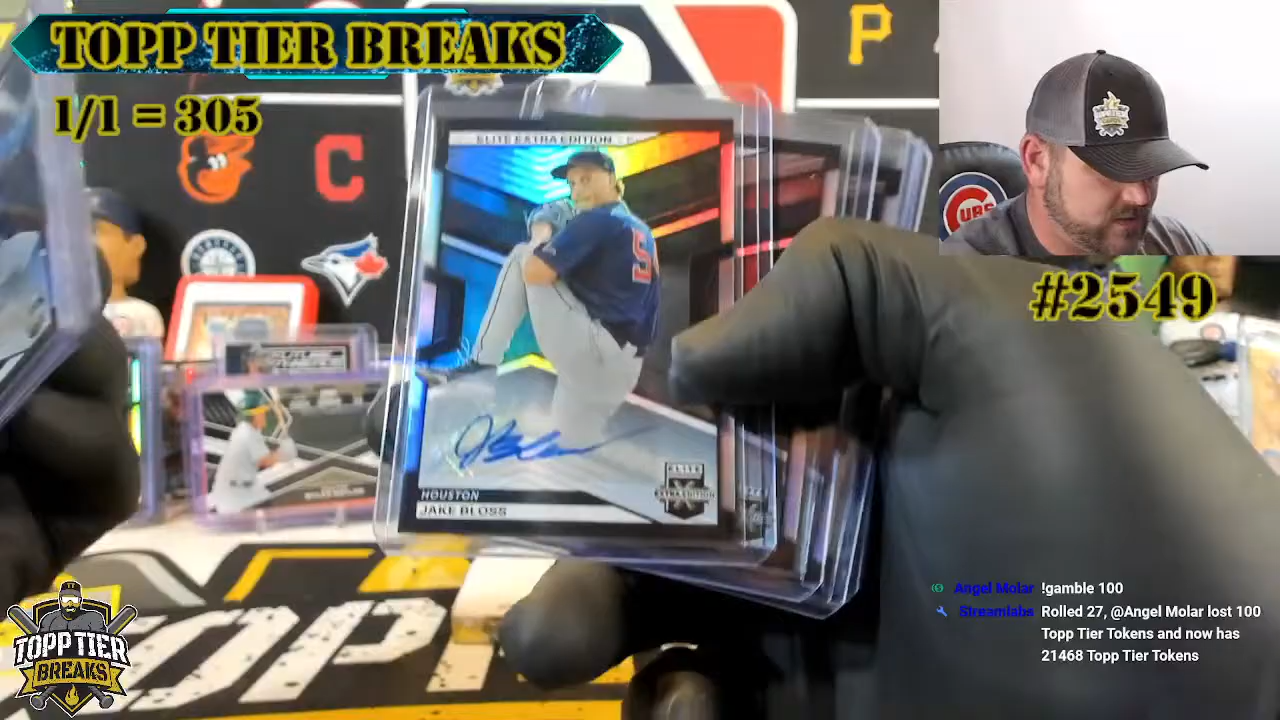 TOPP TIER BREAKS
1/1 = 305
ELITE EXTRA EDITION
CUBS
#2549
HOUSTON
JAKE BLOSS
ELITE
EXTRA EDITION
Angel Molar !gamble 100
Streamlabs Rolled 27, @Angel Molar lost 100
Topp Tier Tokens and now has
21468 Topp Tier Tokens
TT
TOPP TIER
BREAKS